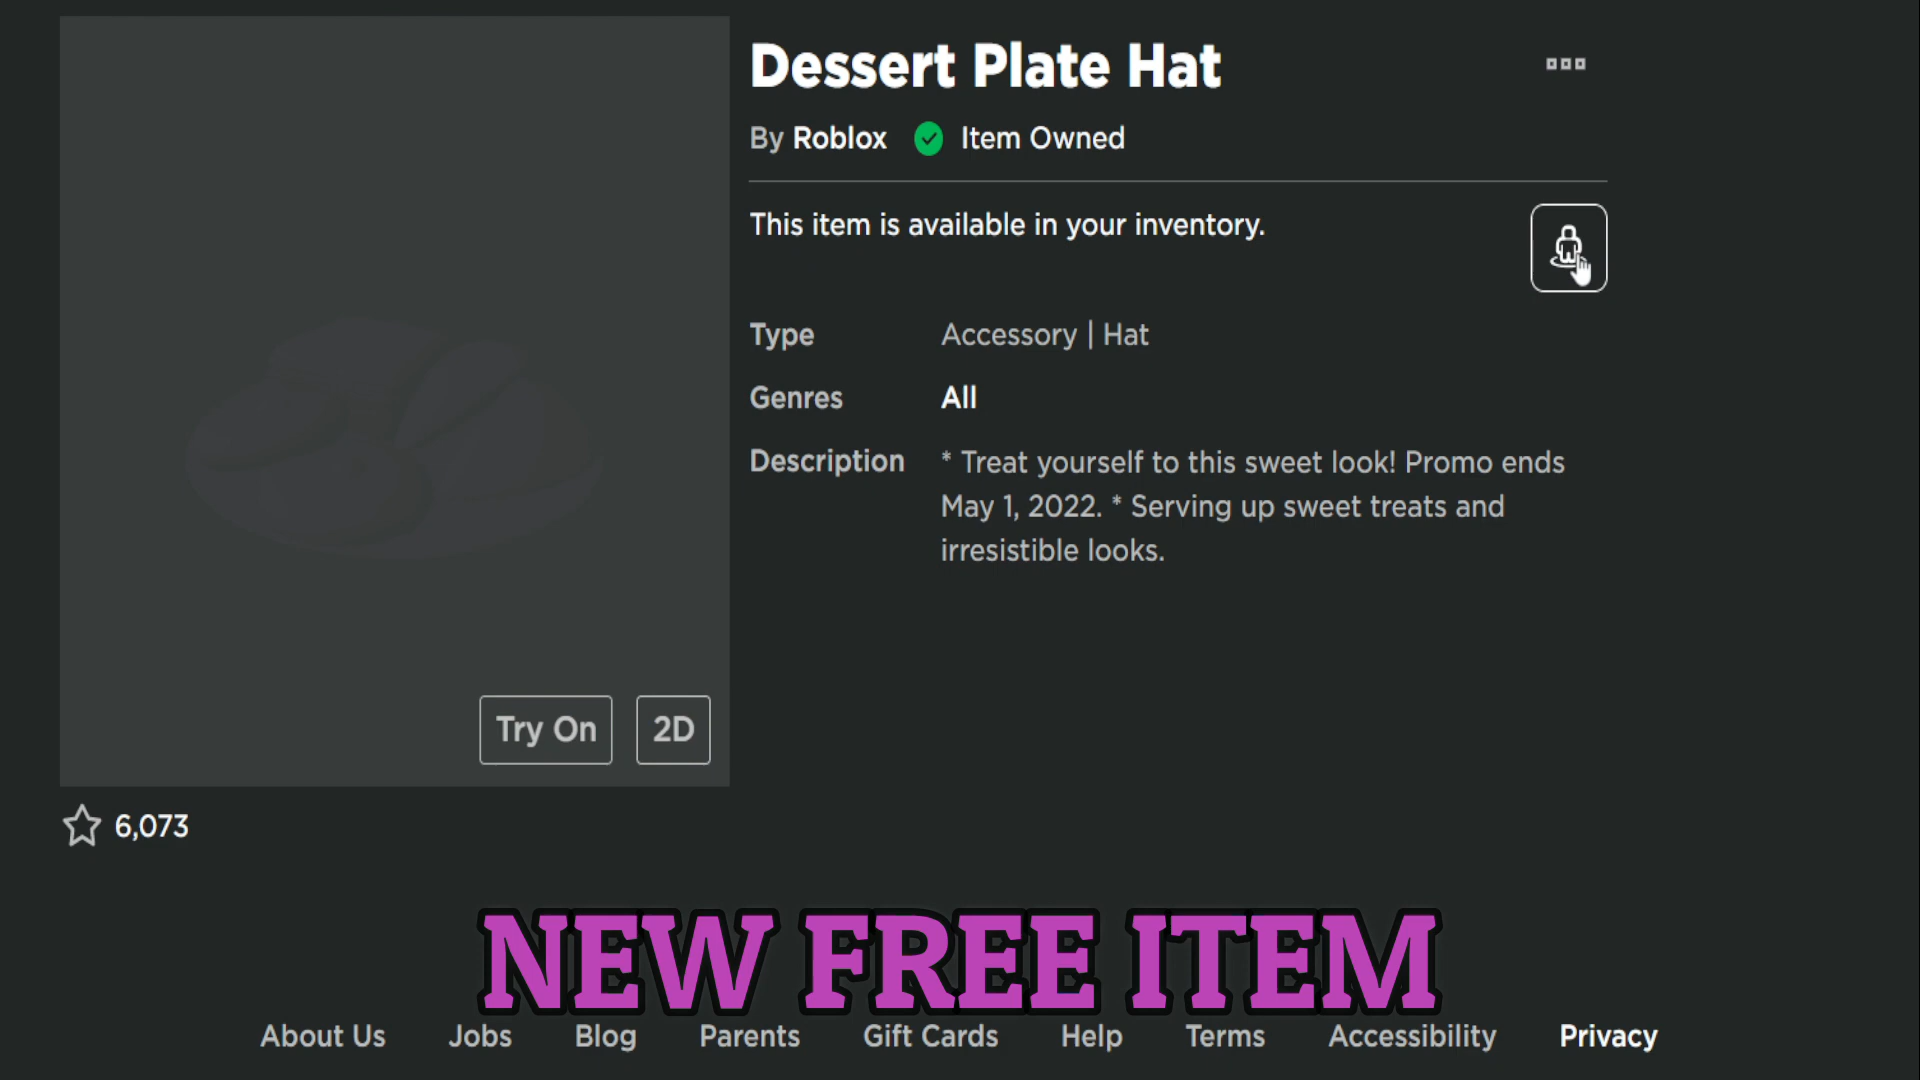 Dessert Plate Hat
By Roblox Item Owned
This item is available in your inventory.
Type Accessory | Hat
Genres All
Description * Treat yourself to this sweet look! Promo ends
May 1, 2022. * Serving up sweet treats and
irresistible looks.
Try On 2D
6,073
NEW FREE ITEM
About Us Jobs Blog Parents Gift Cards Help Terms Accessibility Privacy